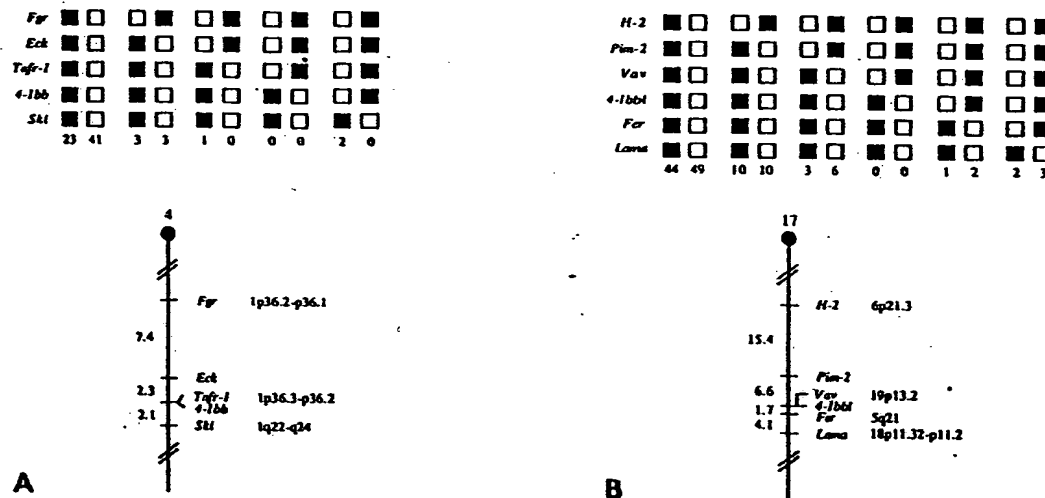 Fgr
Eck
Tnfr-1
4-1bb
Ski
23 41 3 3 1 0 0 0 2 0
4
Fgr 1p36.2-p36.1
7.4
Eck
2.3
Tnfr-1 1p36.3-p36.2
4-1bb
2.1
Ski 1q22-q24
A
H-2
Pim-2
Vav
4-1bbl
Fer
Lama
44 49 10 10 3 6 0 0 1 2 2 3
17
H-2 6p21.3
15.4
Pim-2
6.6
Vav 19p13.2
4-1bbl
1.7
Fer 5q21
4.1
Lama 18p11.32-p11.2
B